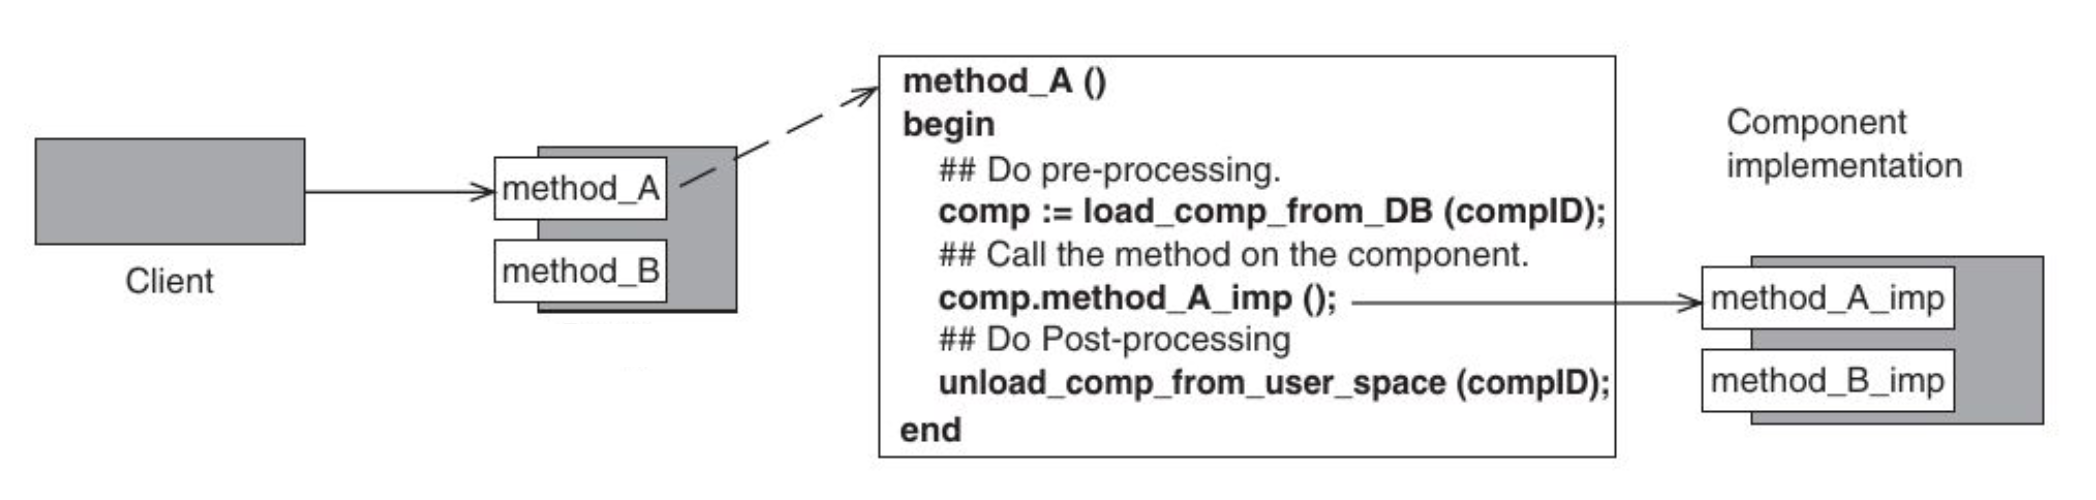 Client
method_A
method_B
method_A ()
begin
## Do pre-processing.
comp := load_comp_from_DB (compID);
## Call the method on the component.
comp.method_A_imp ();
## Do Post-processing
unload_comp_from_user_space (compID);
end
Component
implementation
method_A_imp
method_B_imp